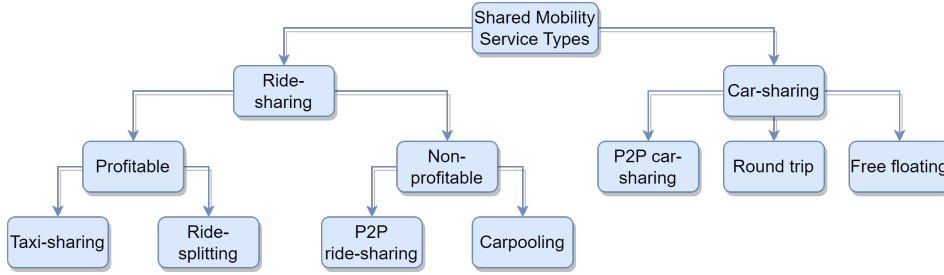 Shared Mobility
Service Types
Ride-
sharing
Car-sharing
Profitable
Non-
profitable
P2P car-
sharing
Round trip
Free floating
Taxi-sharing
Ride-
splitting
P2P
ride-sharing
Carpooling